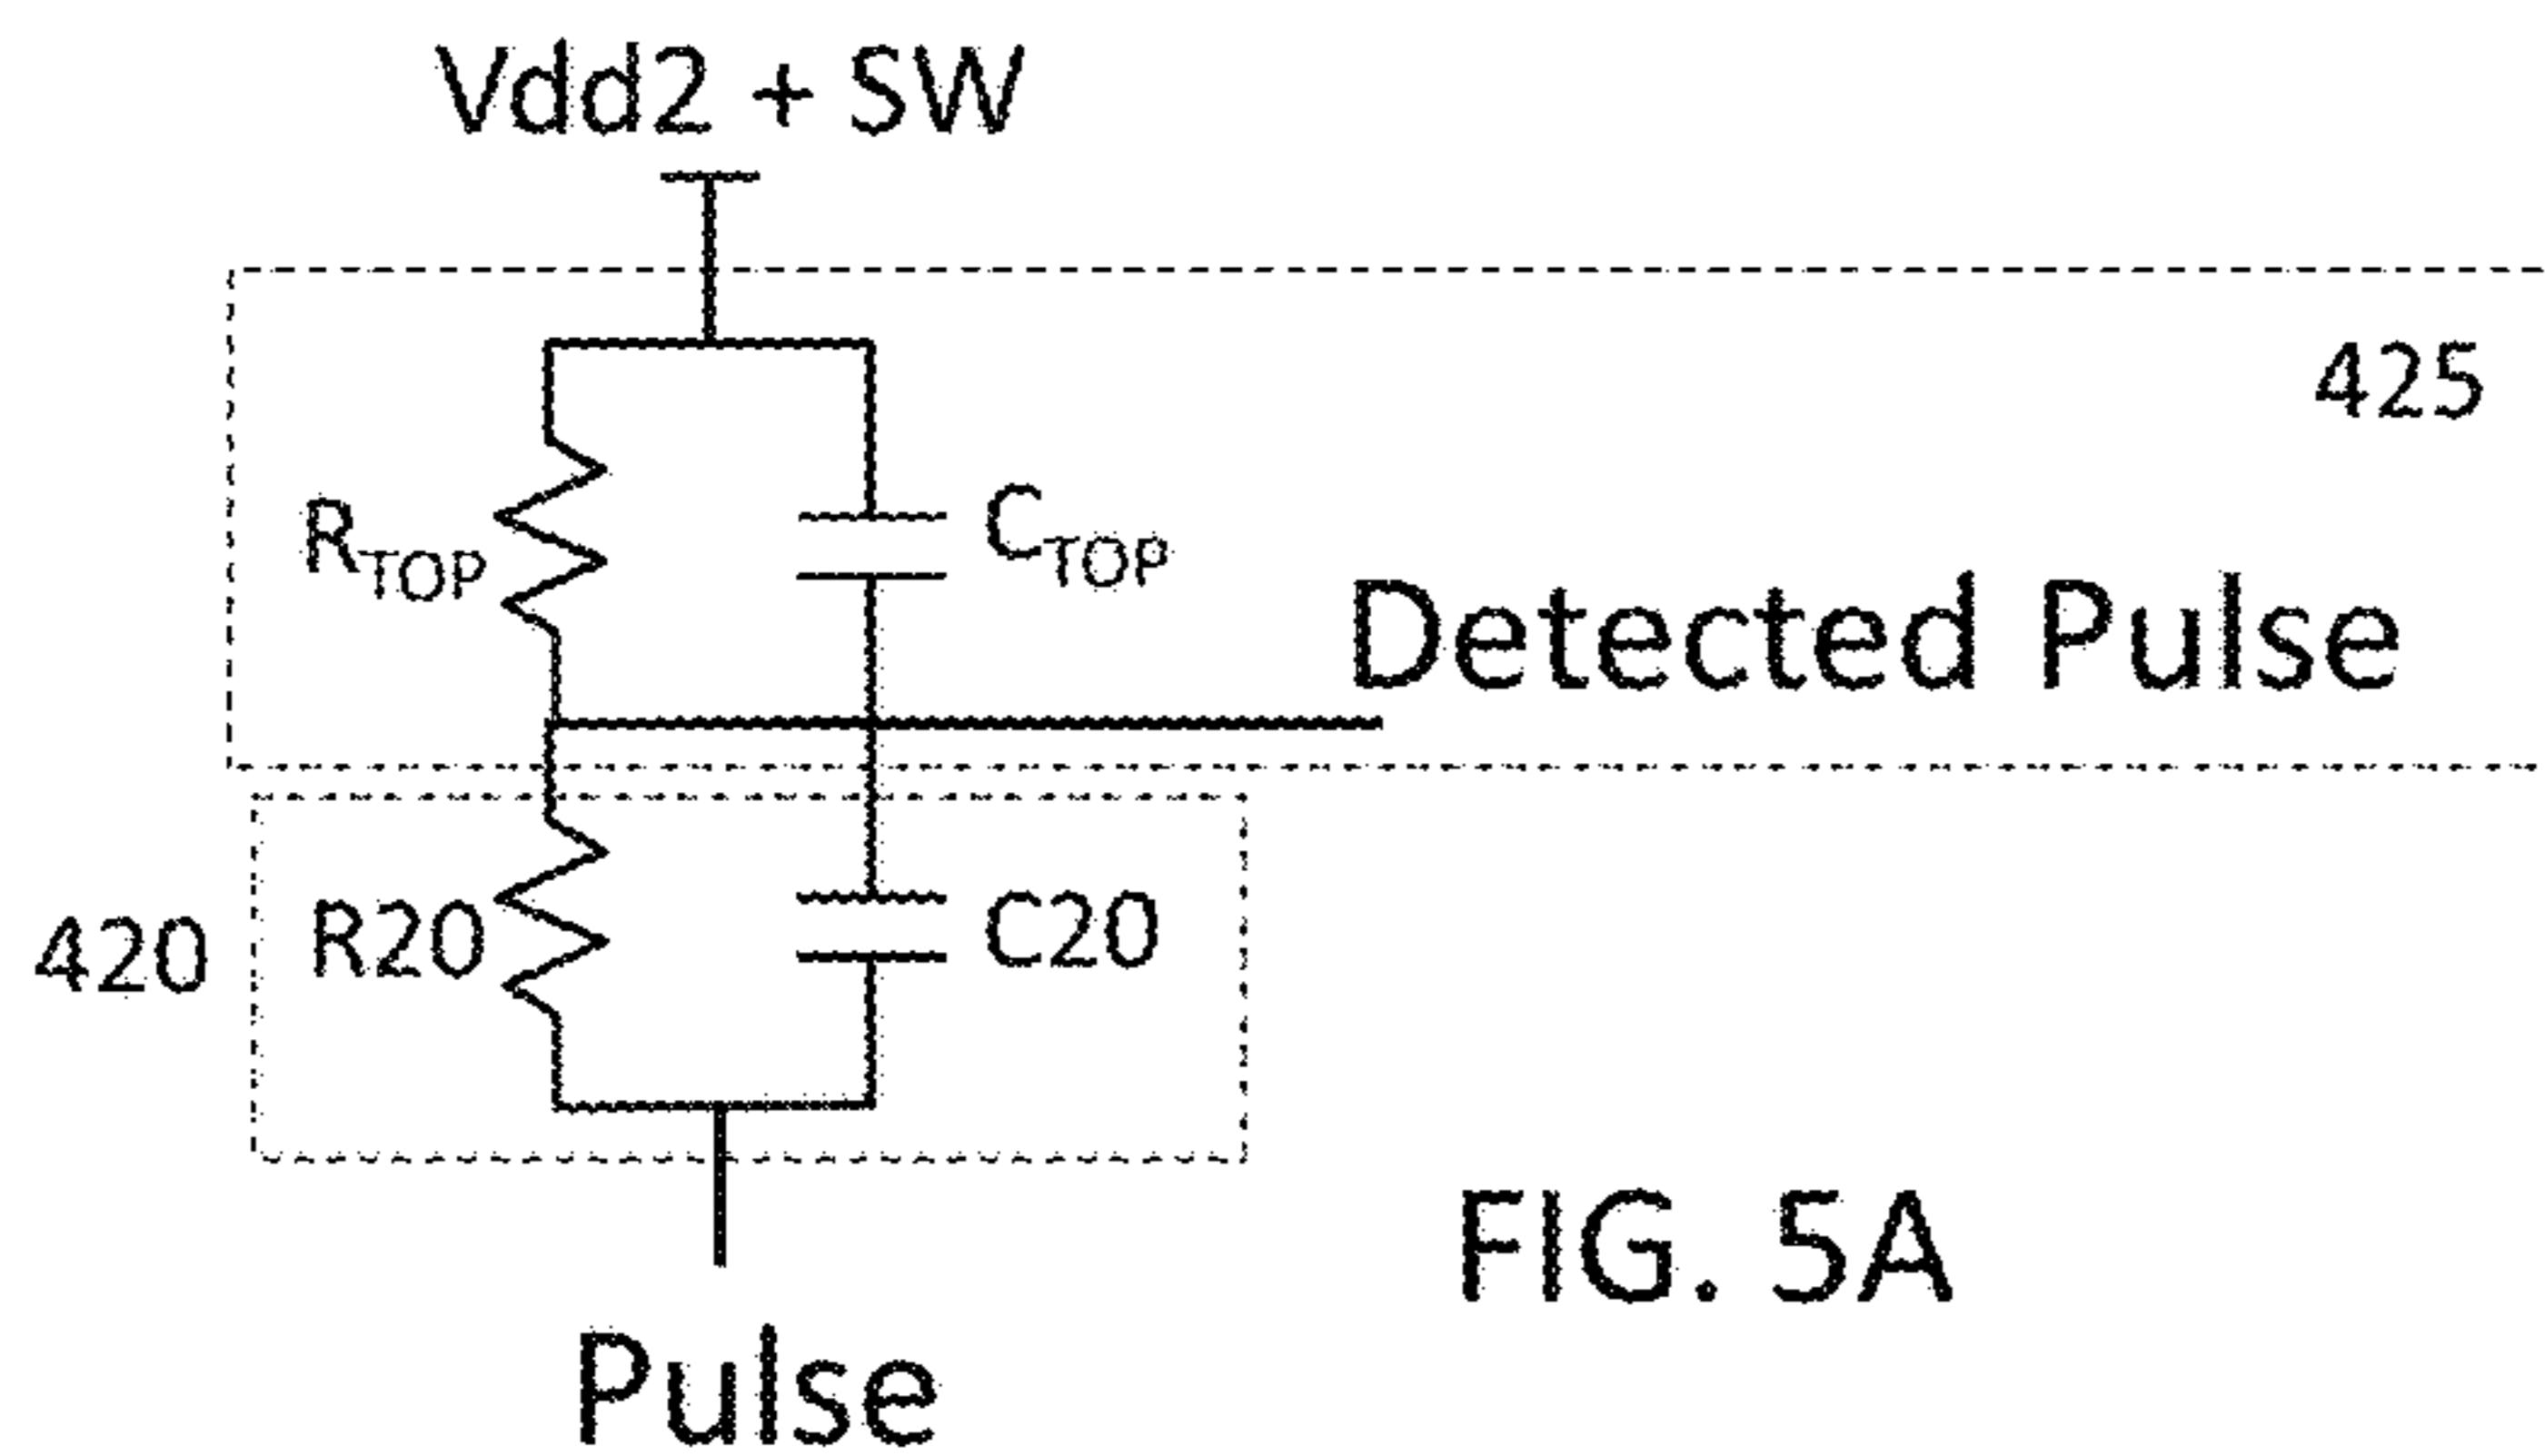 Vdd2 + SW
425
R_TOP
C_TOP
Detected Pulse
420
R20
C20
FIG. 5A
Pulse